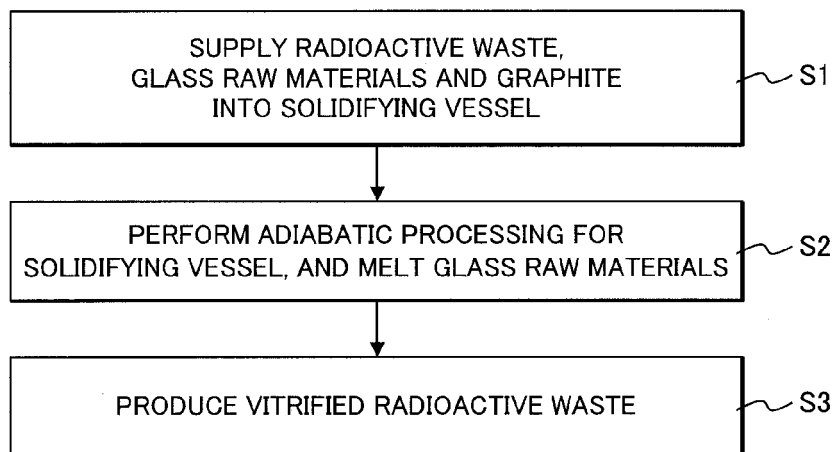 SUPPLY RADIOACTIVE WASTE,
GLASS RAW MATERIALS AND GRAPHITE
INTO SOLIDIFYING VESSEL
S1
PERFORM ADIABATIC PROCESSING FOR
SOLIDIFYING VESSEL, AND MELT GLASS RAW MATERIALS
S2
PRODUCE VITRIFIED RADIOACTIVE WASTE
S3